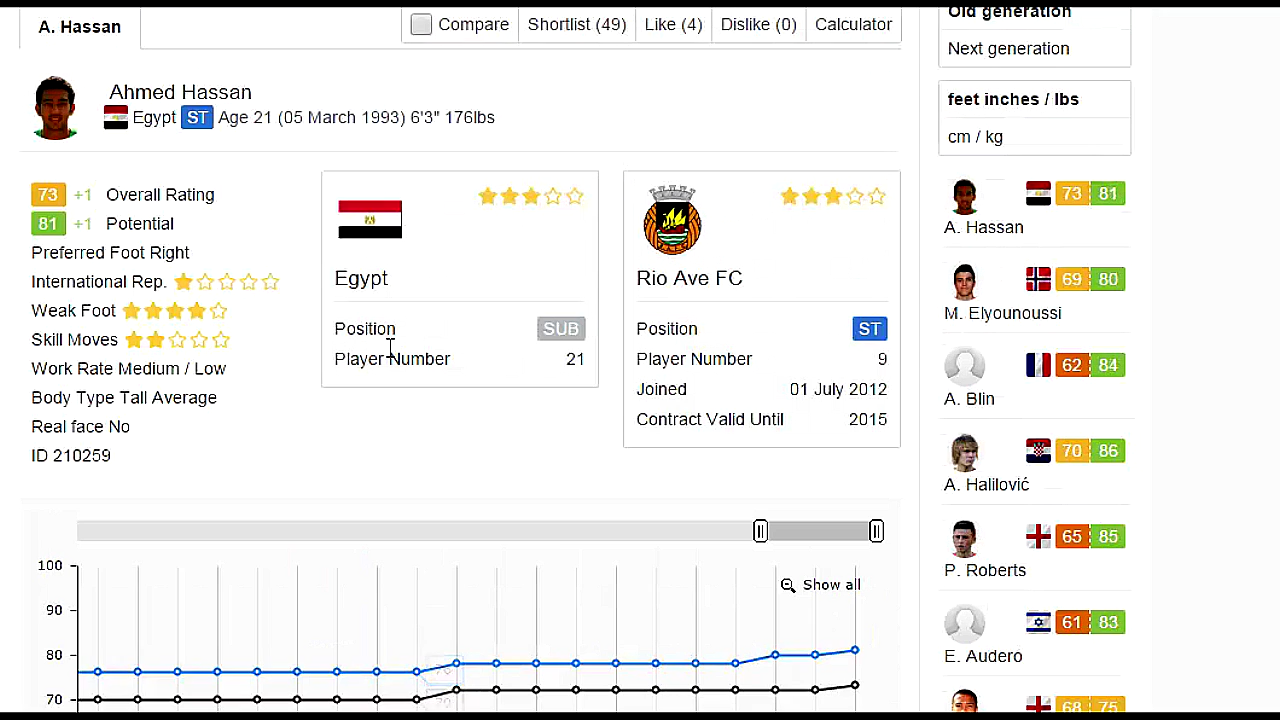 A. Hassan
Compare
Shortlist (49)
Like (4)
Dislike (0)
Calculator
Ahmed Hassan
Egypt ST Age 21 (05 March 1993) 6'3" 176lbs
73 +1 Overall Rating
81 +1 Potential
Preferred Foot Right
International Rep.
Weak Foot
Skill Moves
Work Rate Medium / Low
Body Type Tall Average
Real face No
ID 210259
Egypt
Position SUB
Player Number 21
Rio Ave FC
Position ST
Player Number 9
Joined 01 July 2012
Contract Valid Until 2015
Show all
100
90
80
70
Old generation
Next generation
feet inches / lbs
cm / kg
73 81
A. Hassan
69 80
M. Elyounoussi
62 84
A. Blin
70 86
A. Halilović
65 85
P. Roberts
61 83
E. Audero
68 75